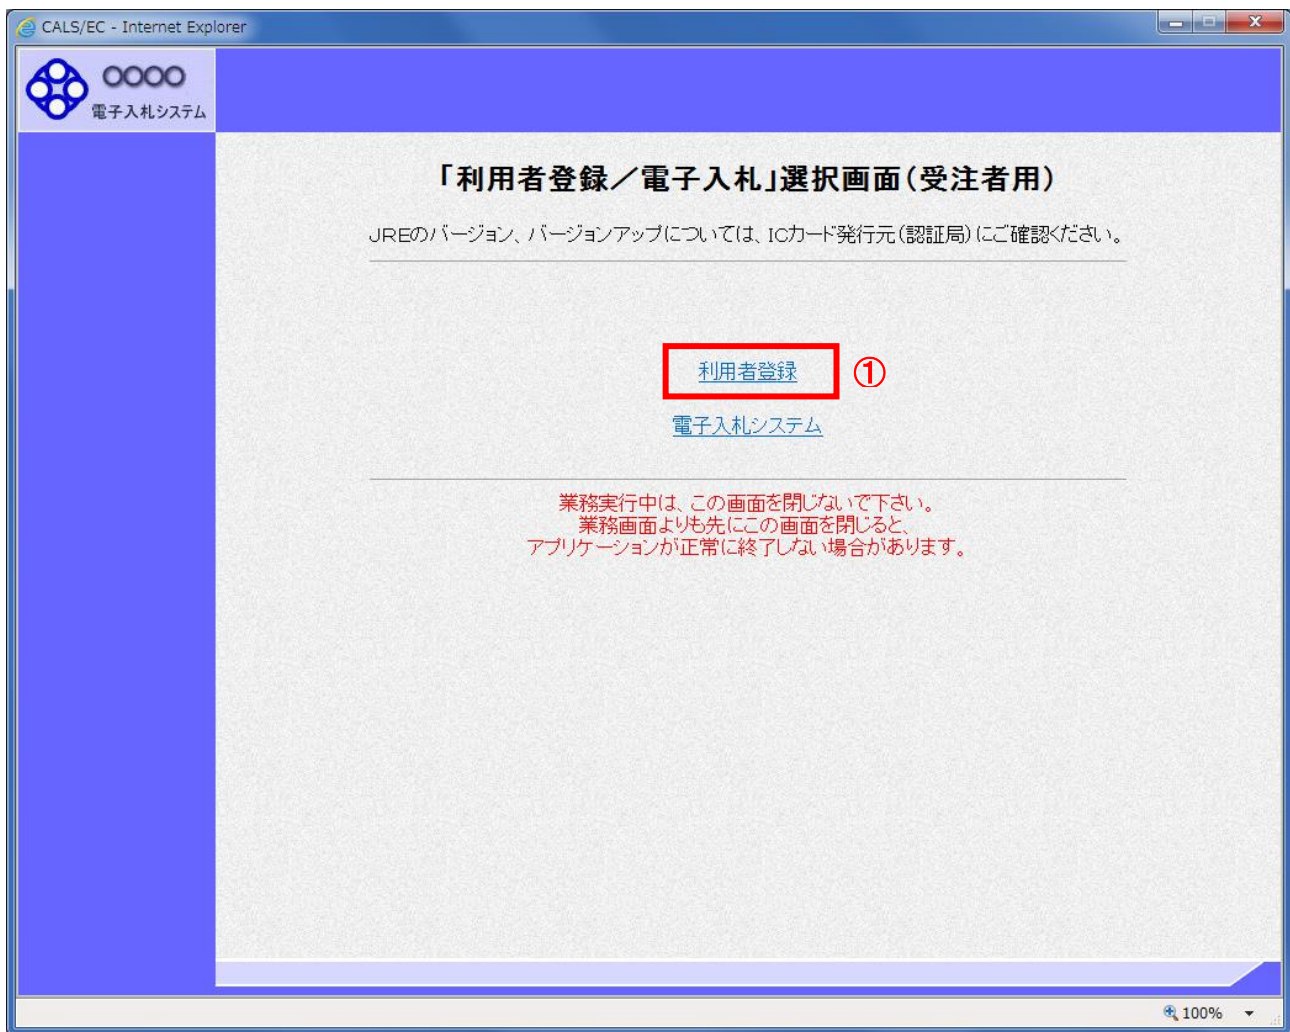 CALS/EC - Internet Explorer
〇〇〇〇
電子入札システム
「利用者登録／電子入札」選択画面(受注者用)
JREのバージョン、バージョンアップについては、ICカード発行元(認証局)にご確認ください。
利用者登録 ①
電子入札システム
業務実行中は、この画面を閉じないで下さい。
業務画面よりも先にこの画面を閉じると、
アプリケーションが正常に終了しない場合があります。
100%